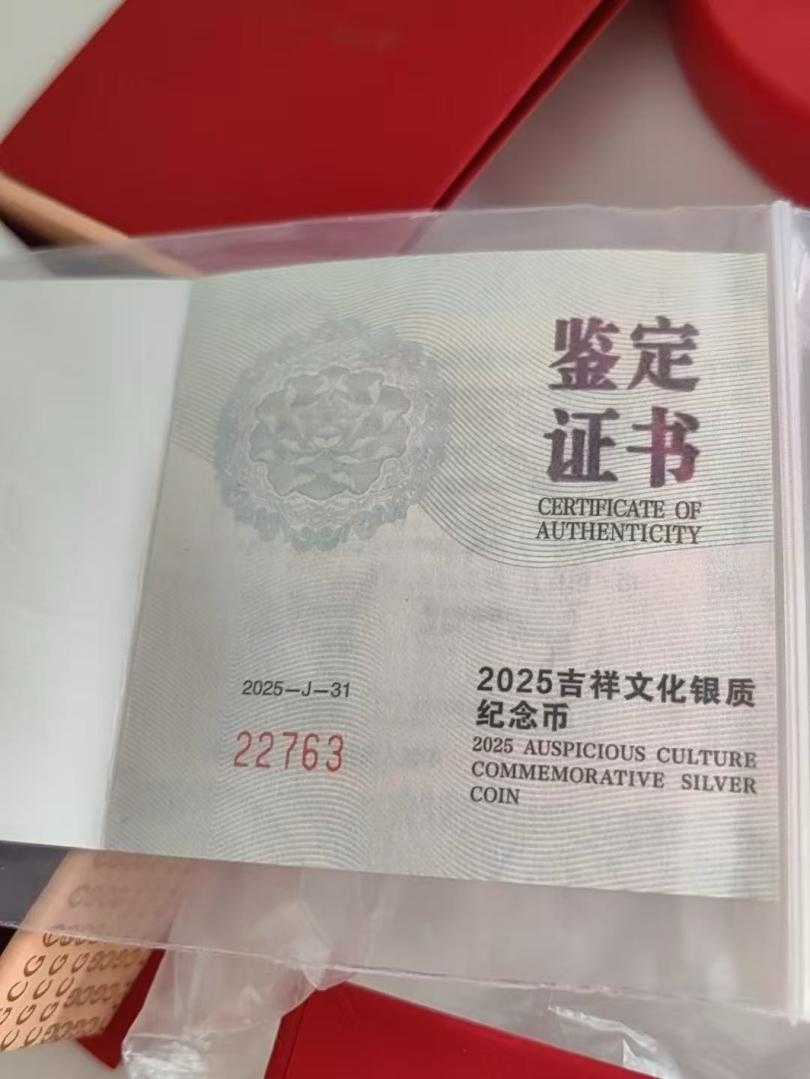 鉴定
证书
CERTIFICATE OF
AUTHENTICITY
2025-J-31
22763
2025吉祥文化银质
纪念币
2025 AUSPICIOUS CULTURE
COMMEMORATIVE SILVER
COIN